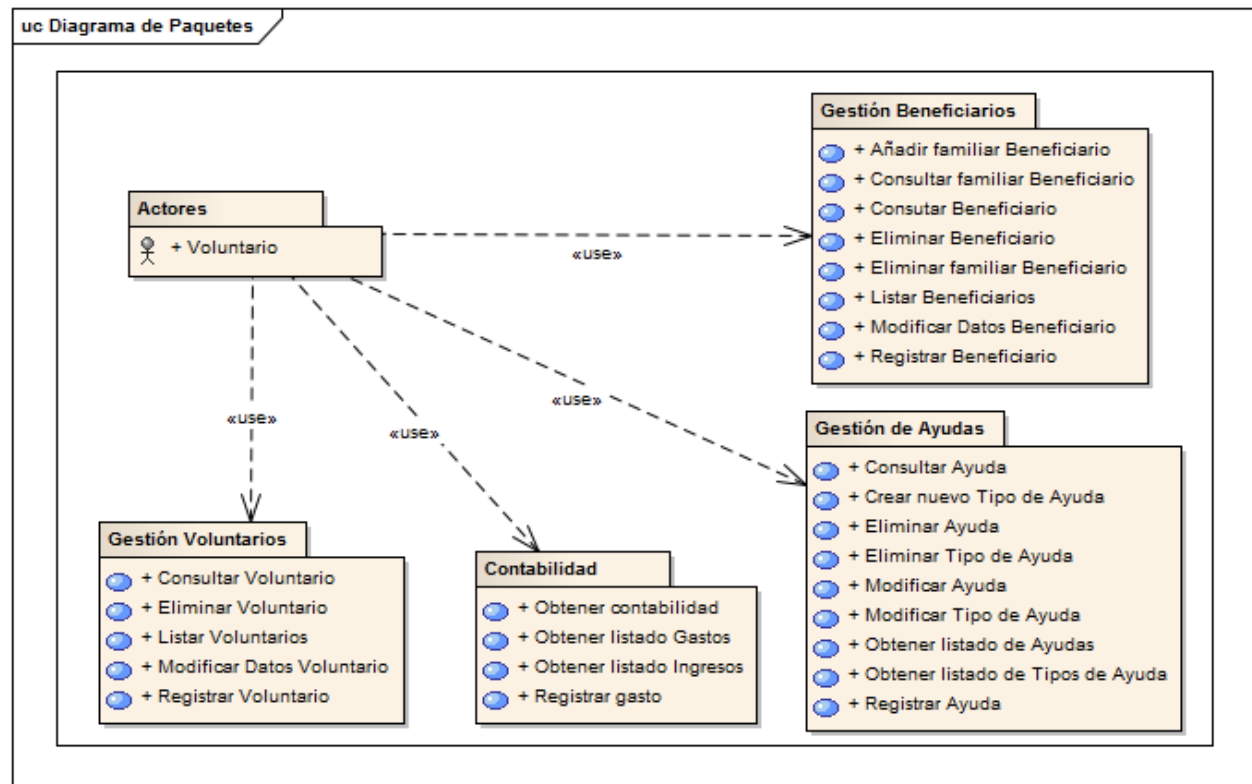 uc Diagrama de Paquetes
Actores
+ Voluntario
«use»
«use»
«use»
«use»
Gestión Beneficiarios
+ Añadir familiar Beneficiario
+ Consultar familiar Beneficiario
+ Consutar Beneficiario
+ Eliminar Beneficiario
+ Eliminar familiar Beneficiario
+ Listar Beneficiarios
+ Modificar Datos Beneficiario
+ Registrar Beneficiario
Gestión de Ayudas
+ Consultar Ayuda
+ Crear nuevo Tipo de Ayuda
+ Eliminar Ayuda
+ Eliminar Tipo de Ayuda
+ Modificar Ayuda
+ Modificar Tipo de Ayuda
+ Obtener listado de Ayudas
+ Obtener listado de Tipos de Ayuda
+ Registrar Ayuda
Gestión Voluntarios
+ Consultar Voluntario
+ Eliminar Voluntario
+ Listar Voluntarios
+ Modificar Datos Voluntario
+ Registrar Voluntario
Contabilidad
+ Obtener contabilidad
+ Obtener listado Gastos
+ Obtener listado Ingresos
+ Registrar gasto